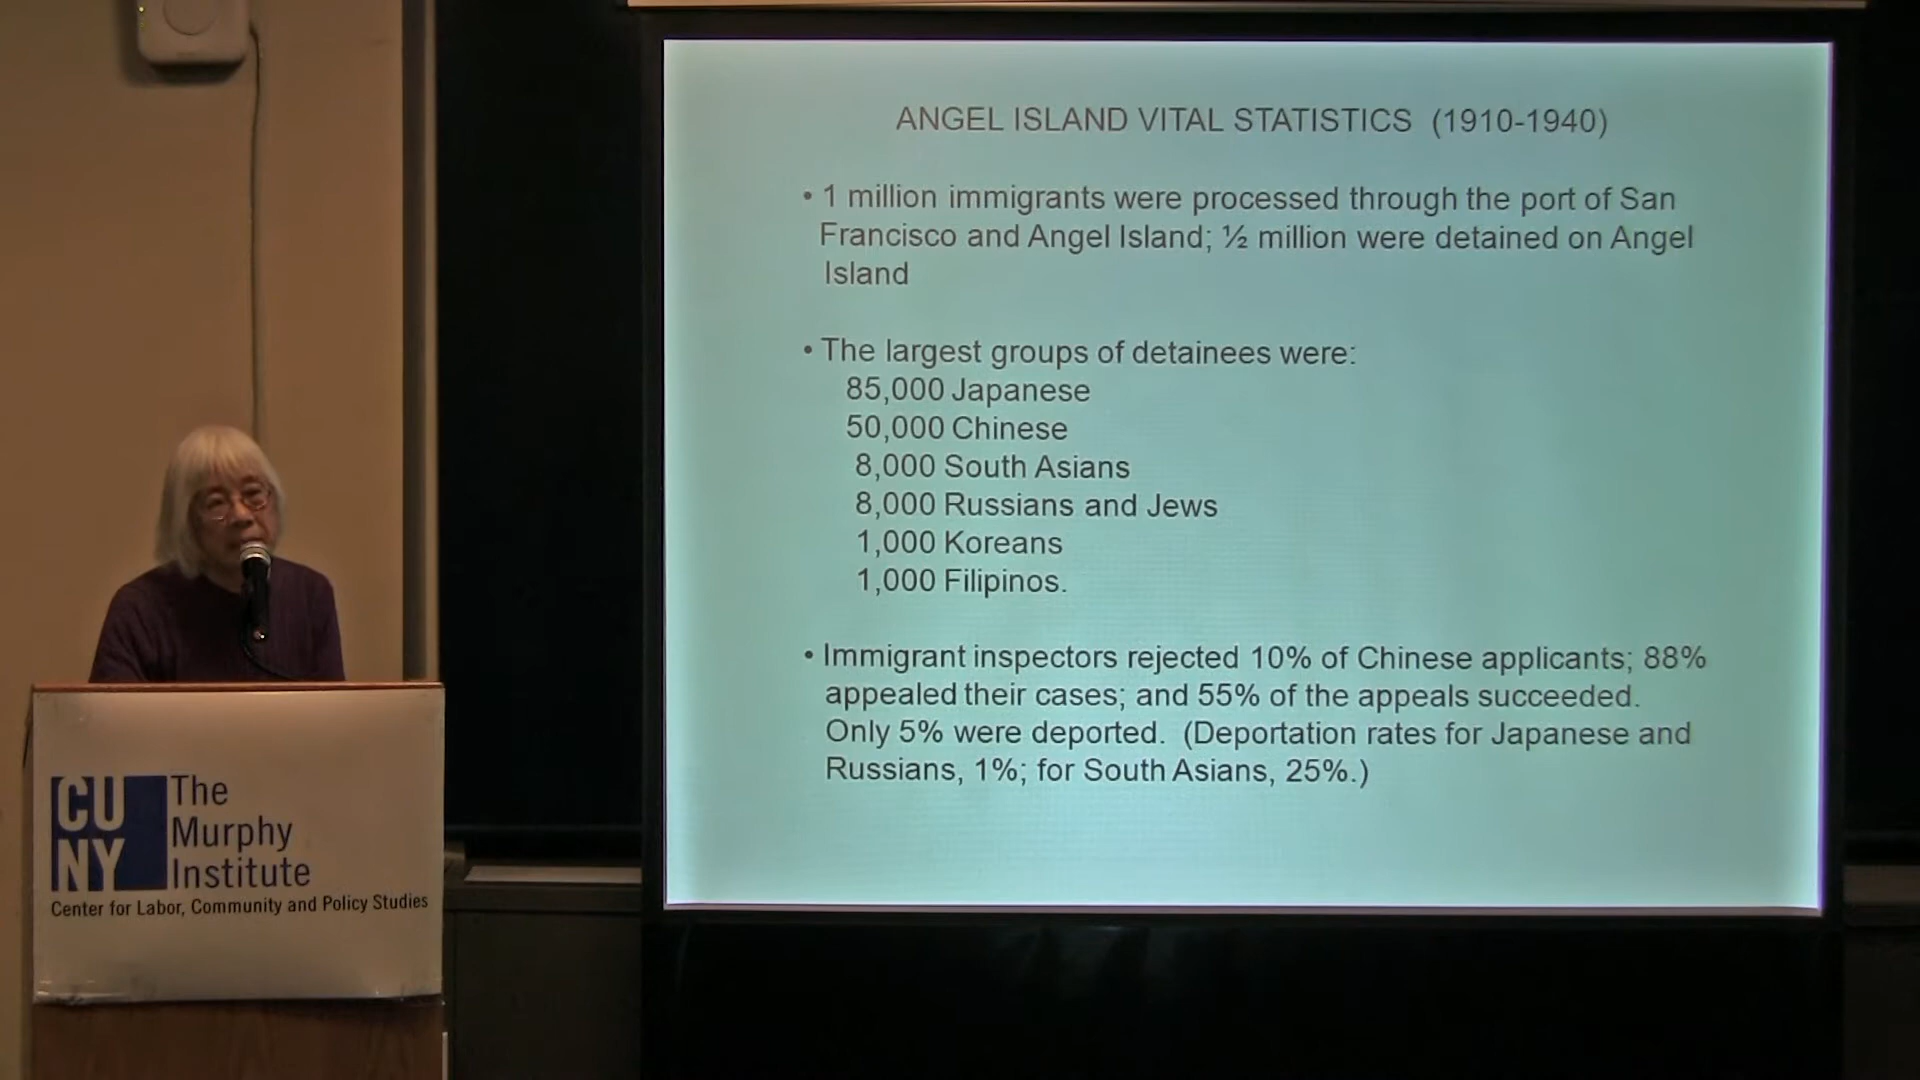 ANGEL ISLAND VITAL STATISTICS (1910-1940)
• 1 million immigrants were processed through the port of San
Francisco and Angel Island; ½ million were detained on Angel
Island
• The largest groups of detainees were:
85,000 Japanese
50,000 Chinese
8,000 South Asians
8,000 Russians and Jews
1,000 Koreans
1,000 Filipinos.
• Immigrant inspectors rejected 10% of Chinese applicants; 88%
appealed their cases; and 55% of the appeals succeeded.
Only 5% were deported. (Deportation rates for Japanese and
Russians, 1%; for South Asians, 25%.)
CU
NY
The
Murphy
Institute
Center for Labor, Community and Policy Studies